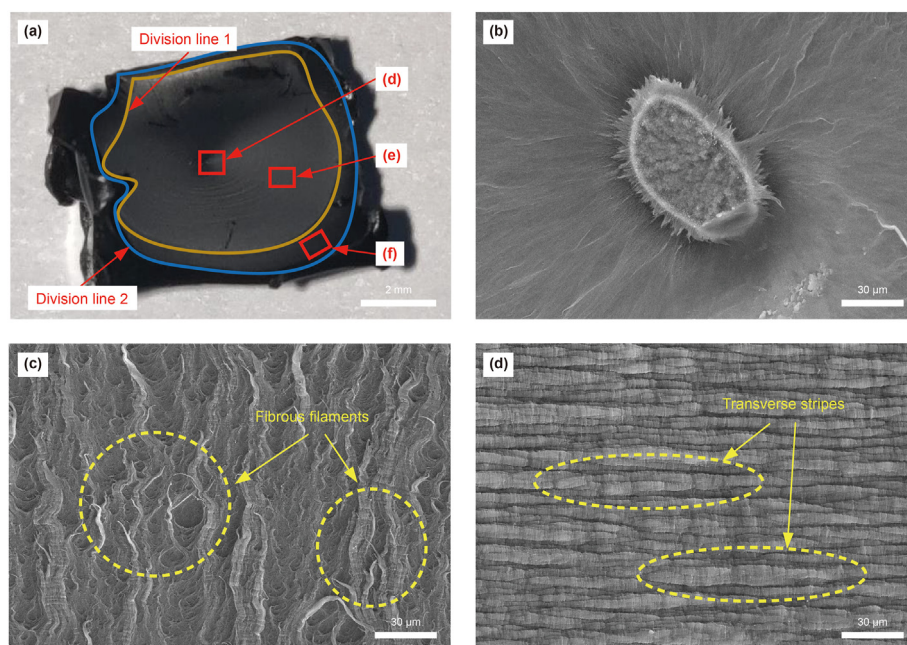 (a)
Division line 1
(d)
(e)
(f)
Division line 2
2 mm
(b)
30 μm
(c)
Fibrous filaments
30 μm
(d)
Transverse stripes
30 μm